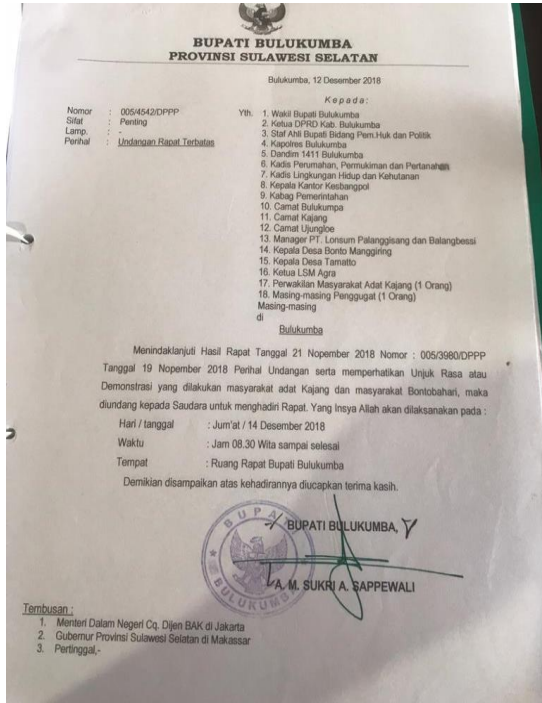 BUPATI BULUKUMBA
PROVINSI SULAWESI SELATAN
Bulukumba, 12 Desember 2018
Kepada:
Nomor : 005/4542/DPPP
Sifat : Penting
Lamp. : -
Perihal : Undangan Rapat Terbatas
Yth. 1. Wakil Bupati Bulukumba
2. Ketua DPRD Kab. Bulukumba
3. Staf Ahli Bupati Bidang Pem.Huk dan Politik
4. Kapolres Bulukumba
5. Dandim 1411 Bulukumba
6. Kadis Perumahan, Permukiman dan Pertanahan
7. Kadis Lingkungan Hidup dan Kehutanan
8. Kepala Kantor Kesbangpol
9. Kabag Pemerintahan
10. Camat Bulukumpa
11. Camat Kajang
12. Camat Ujungloe
13. Manager PT. Lonsum Palanggisang dan Balangbessi
14. Kepala Desa Bonto Manggiring
15. Kepala Desa Tamatto
16. Ketua LSM Agra
17. Perwakilan Masyarakat Adat Kajang (1 Orang)
18. Masing-masing Penggugat (1 Orang)
Masing-masing
di
Bulukumba
Menindaklanjuti Hasil Rapat Tanggal 21 Nopember 2018 Nomor : 005/3980/DPPP
Tanggal 19 Nopember 2018 Perihal Undangan serta memperhatikan Unjuk Rasa atau
Demonstrasi yang dilakukan masyarakat adat Kajang dan masyarakat Bontobahari, maka
diundang kepada Saudara untuk menghadiri Rapat. Yang Insya Allah akan dilaksanakan pada :
Hari / tanggal : Jum'at / 14 Desember 2018
Waktu : Jam 08.30 Wita sampai selesai
Tempat : Ruang Rapat Bupati Bulukumba
Demikian disampaikan atas kehadirannya diucapkan terima kasih.
BUPATI BULUKUMBA,
A. M. SUKRI A. SAPPEWALI
BUPATI
BULUKUMBA
Tembusan :
1. Menteri Dalam Negeri Cq. Dijen BAK di Jakarta
2. Gubernur Provinsi Sulawesi Selatan di Makassar
3. Pertinggal,-